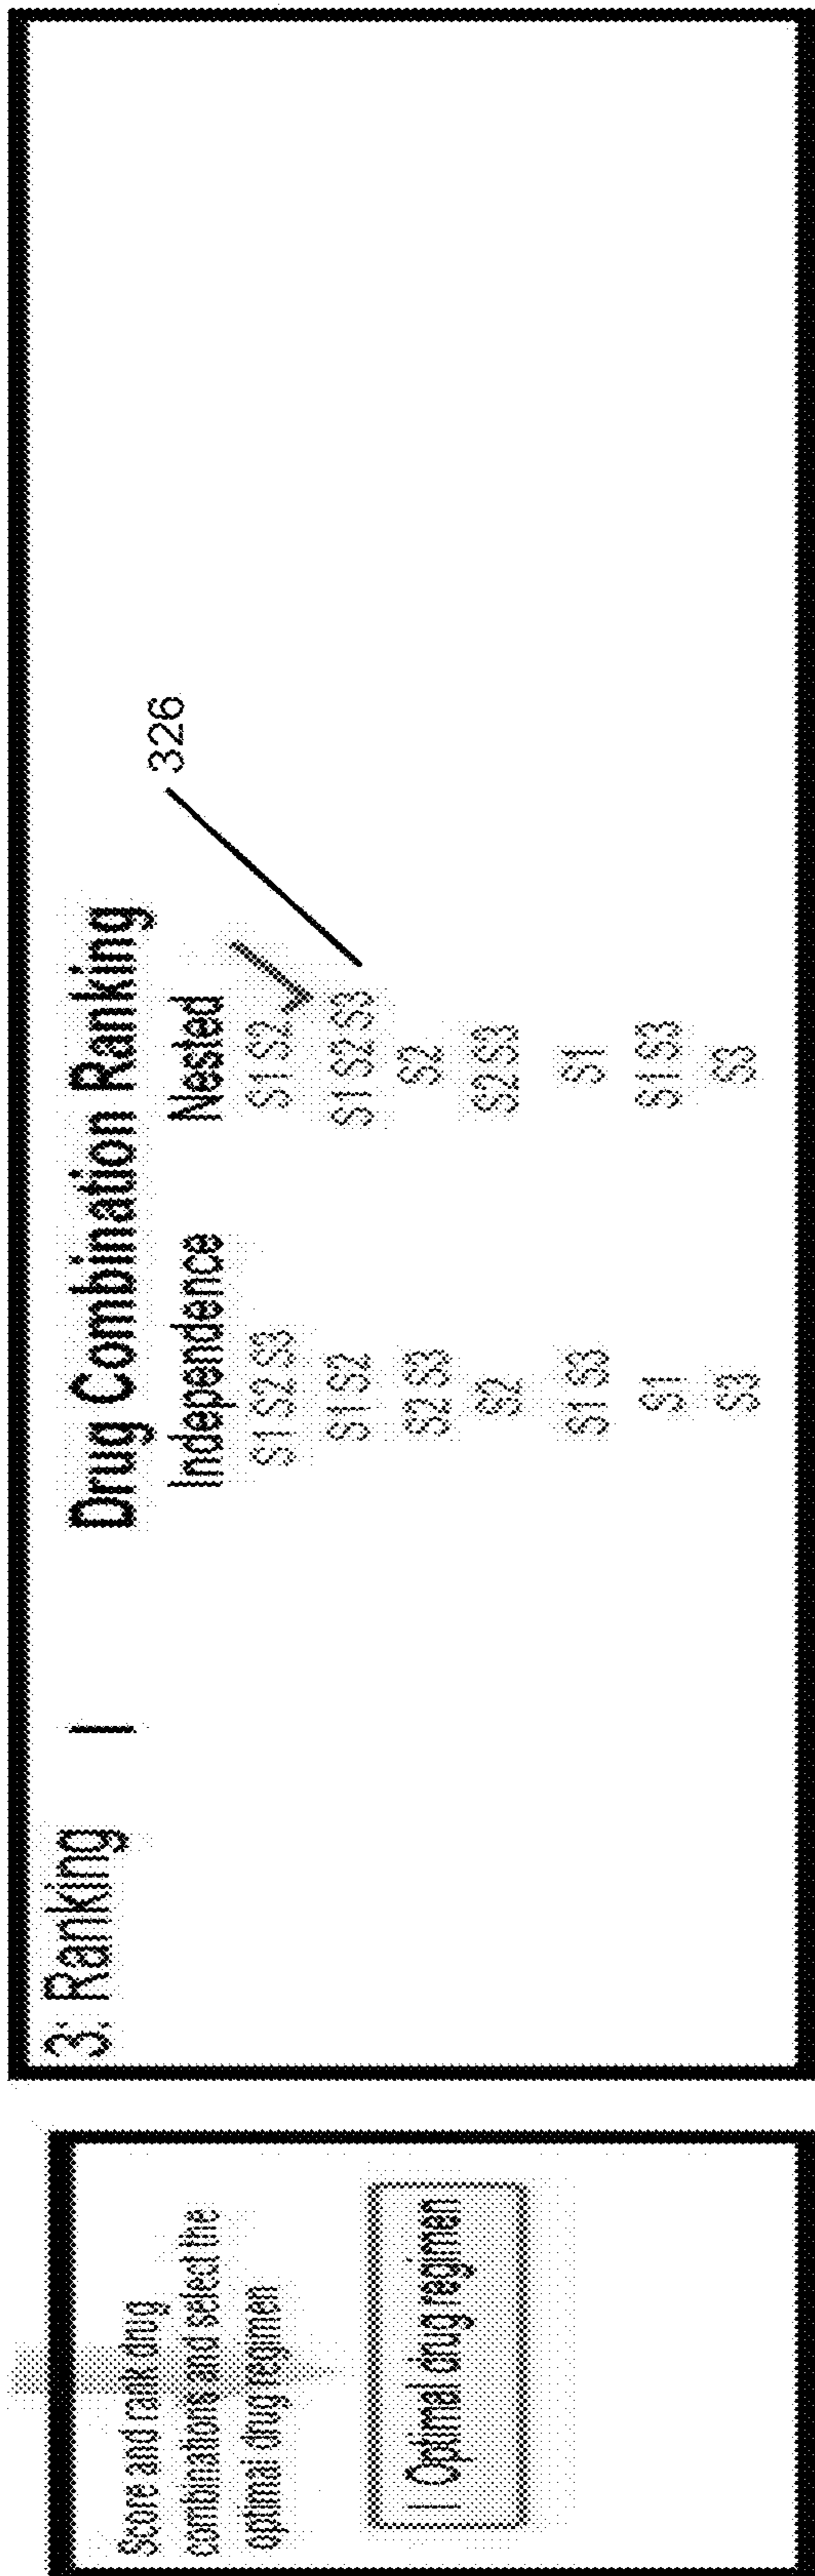 Score and rank drug
combinations and select the
optimal drug regimen
I Optimal drug regimen
3: Ranking
I
Drug Combination Ranking
Independence Nested
S1 S2 S3 S1 S2
S1 S2 S1 S2 S3
S2 S3 S2
S2 S2 S3
S1 S3 S1
S1 S1 S3
S3 S3
326